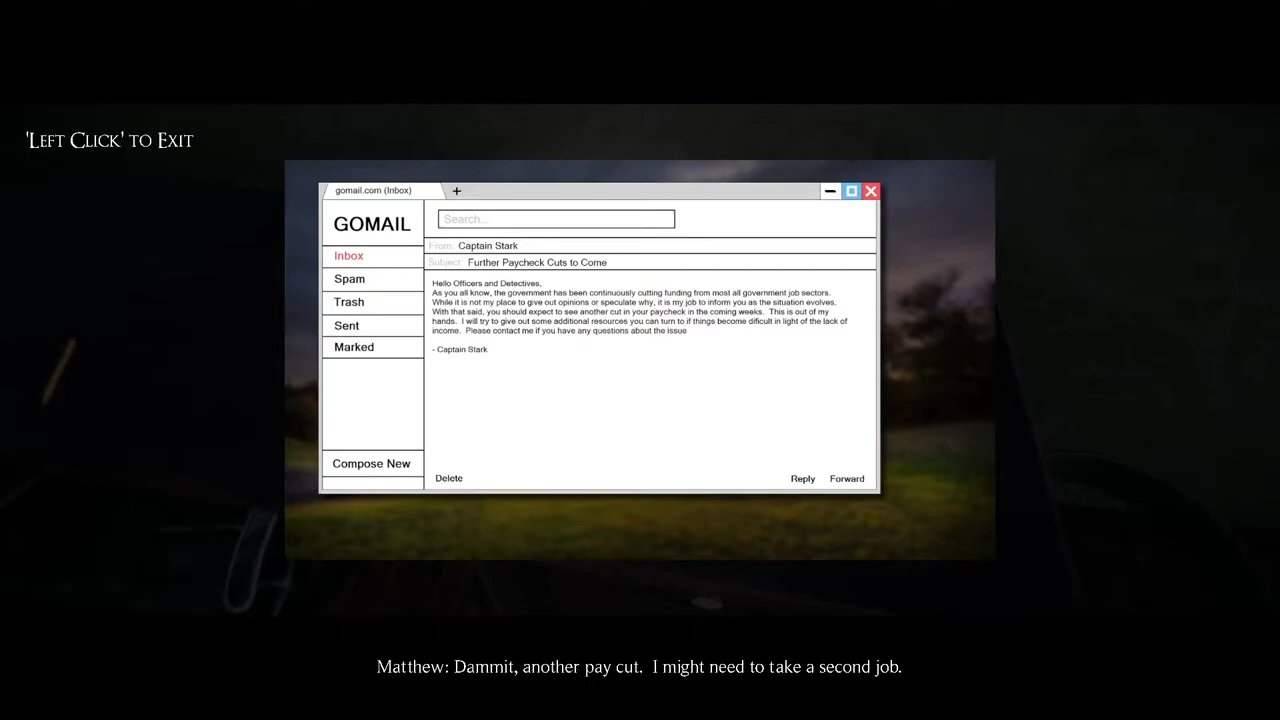 'Left Click' to Exit
gomail.com (Inbox)
+
GOMAIL
Search...
Inbox
Spam
Trash
Sent
Marked
Compose New
From: Captain Stark
Subject: Further Paycheck Cuts to Come
Hello Officers and Detectives,
As you all know, the government has been continuously cutting funding from most all government job sectors.
While it is not my place to give out opinions or speculate why, it is my job to inform you as the situation evolves.
With that said, you should expect to see another cut in your paycheck in the coming weeks.  This is out of my
hands.  I will try to give out some additional resources you can turn to if things become dificult in light of the lack of
income.  Please contact me if you have any questions about the issue
- Captain Stark
Delete
Reply
Forward
Matthew: Dammit, another pay cut.  I might need to take a second job.